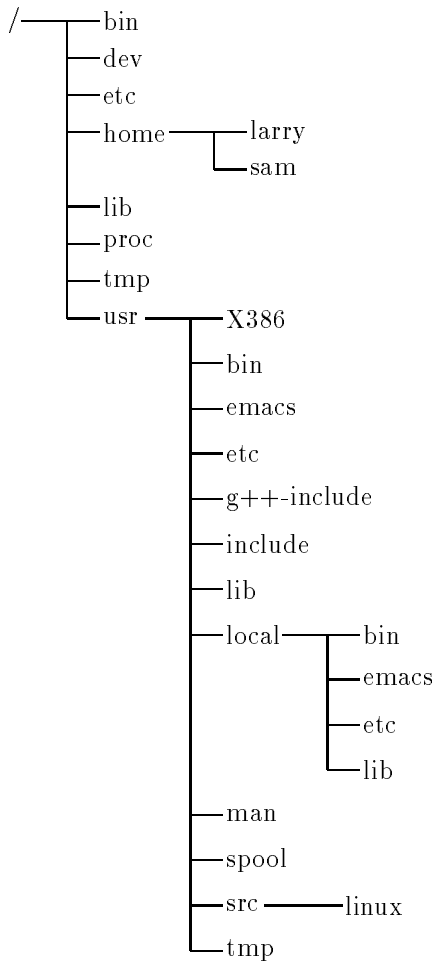 / bin
dev
etc
home larry
sam
lib
proc
tmp
usr X386
bin
emacs
etc
g++-include
include
lib
local bin
emacs
etc
lib
man
spool
src linux
tmp